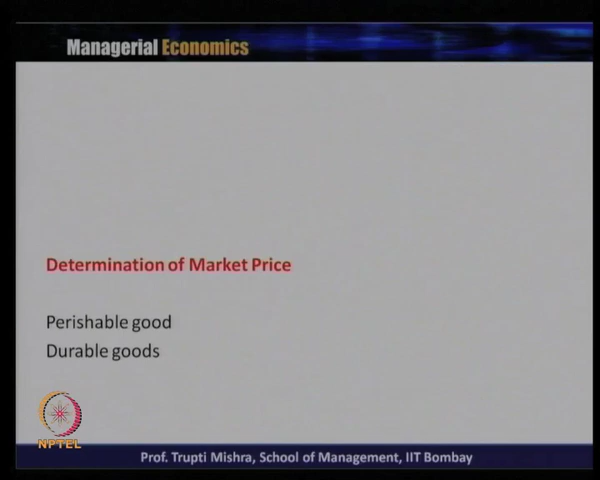 Managerial Economics
Determination of Market Price
Perishable good
Durable goods
NPTEL
Prof. Trupti Mishra, School of Management, IIT Bombay